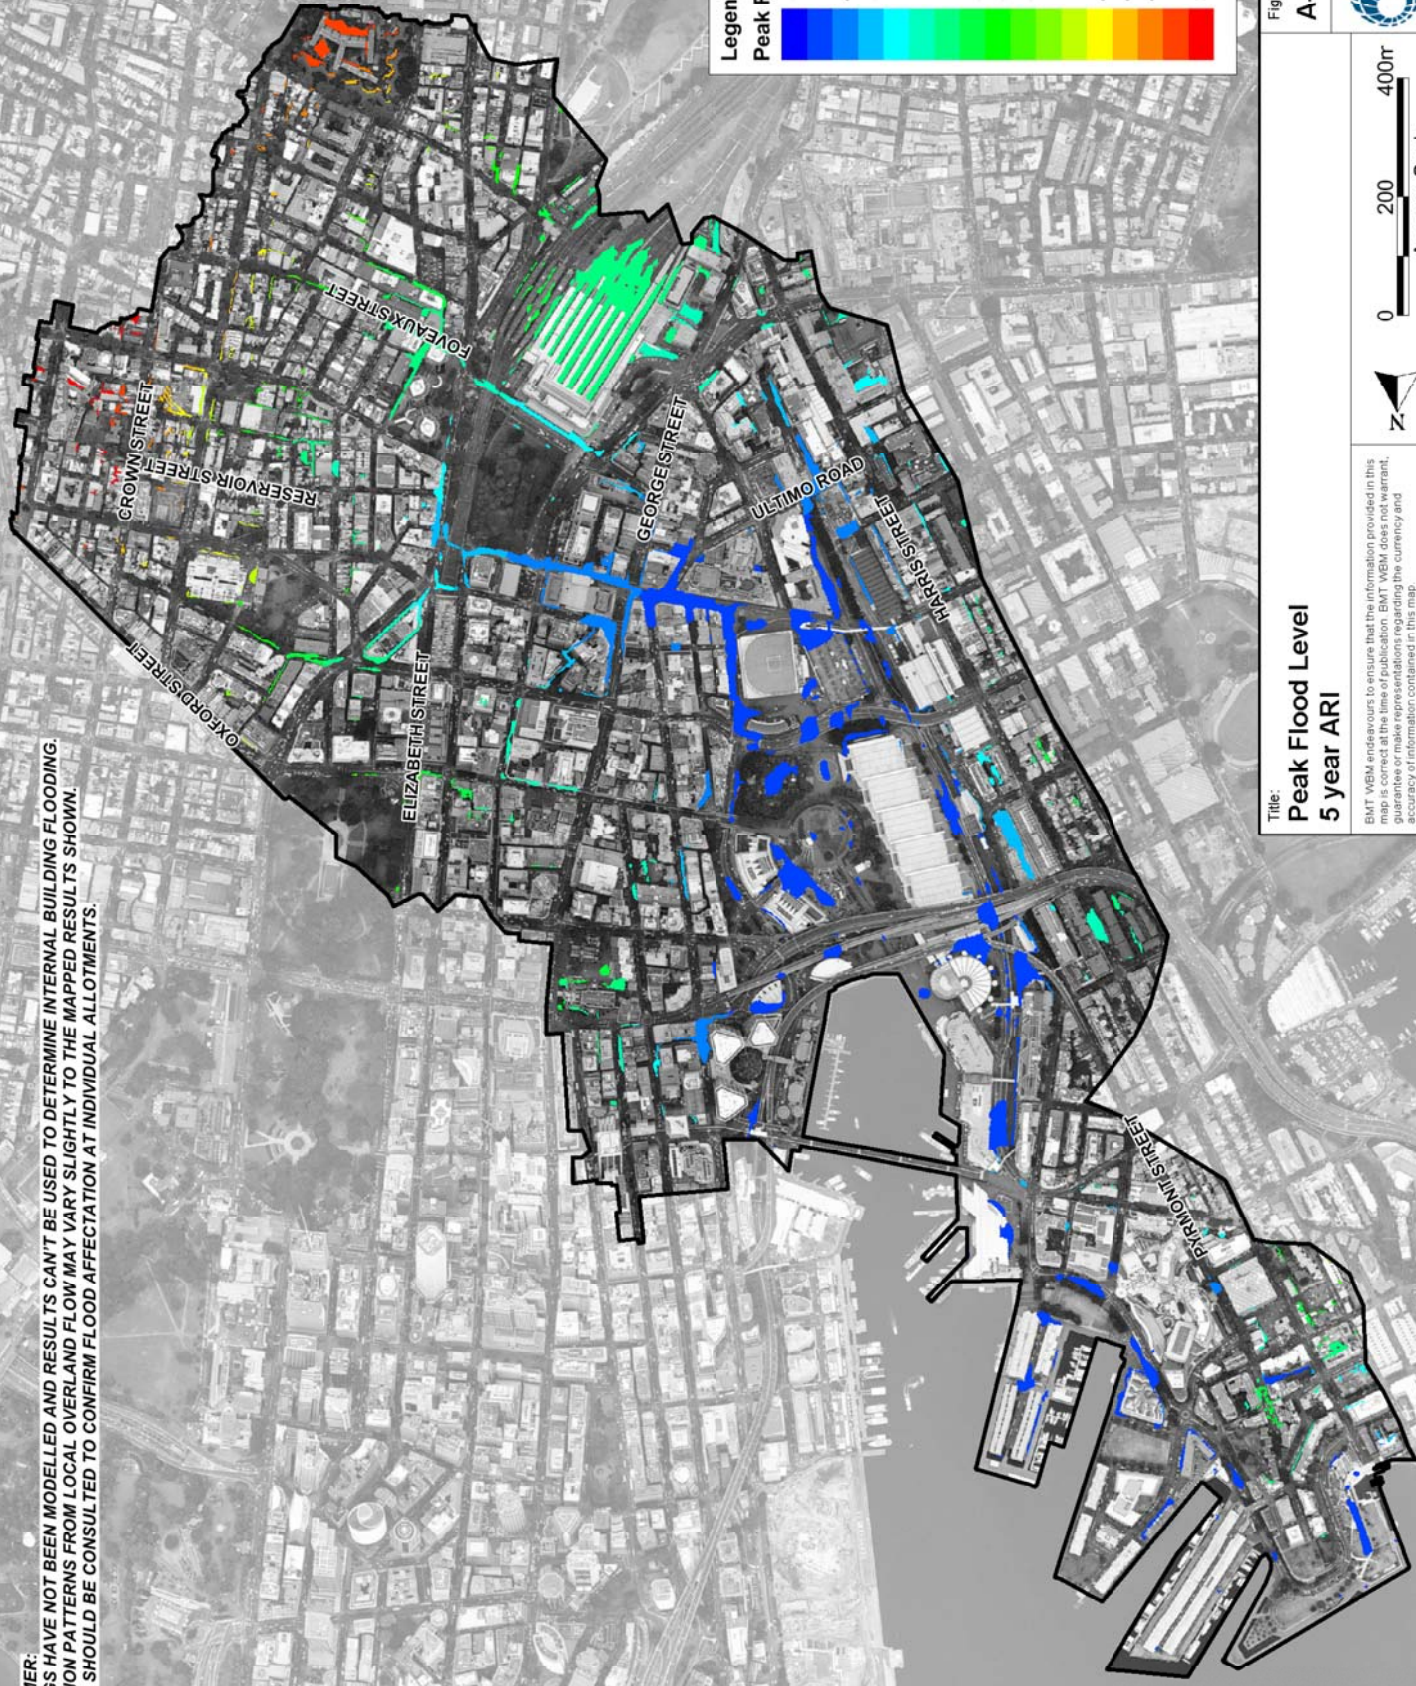 MER:
GS HAVE NOT BEEN MODELLED AND RESULTS CAN'T BE USED TO DETERMINE INTERNAL BUILDING FLOODING.
ION PATTERNS FROM LOCAL OVERLAND FLOW MAY VARY SLIGHTLY TO THE MAPPED RESULTS SHOWN.
SHOULD BE CONSULTED TO CONFIRM FLOOD AFFECTATION AT INDIVIDUAL ALLOTMENTS.
OXFORD STREET
CROWN STREET
RESERVOIR STREET
FOVEAUX STREET
ELIZABETH STREET
GEORGE STREET
ULTIMO ROAD
HARRIS STREET
PYRMONT STREET
Legen
Peak F
Title:
Peak Flood Level
5 year ARI
Fig
A-
BMT WBM endeavours to ensure that the information provided in this
map is correct at the time of publication. BMT WBM does not warrant,
guarantee or make representations regarding the currency and
accuracy of information contained in this map.
N
0 200 400m